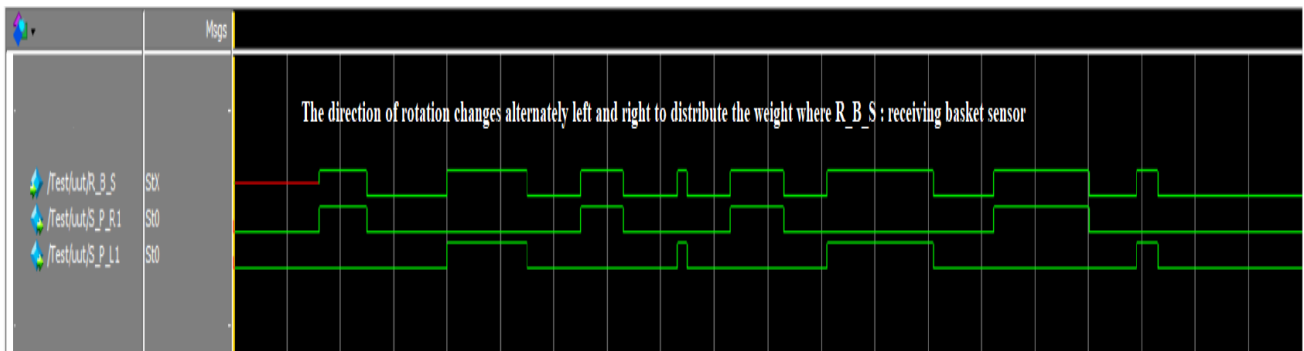 Msgs
The direction of rotation changes alternately left and right to distribute the weight where R_B_S : receiving basket sensor
/Test/uut/R_B_S StX
/Test/uut/S_P_R1 St0
/Test/uut/S_P_L1 St0